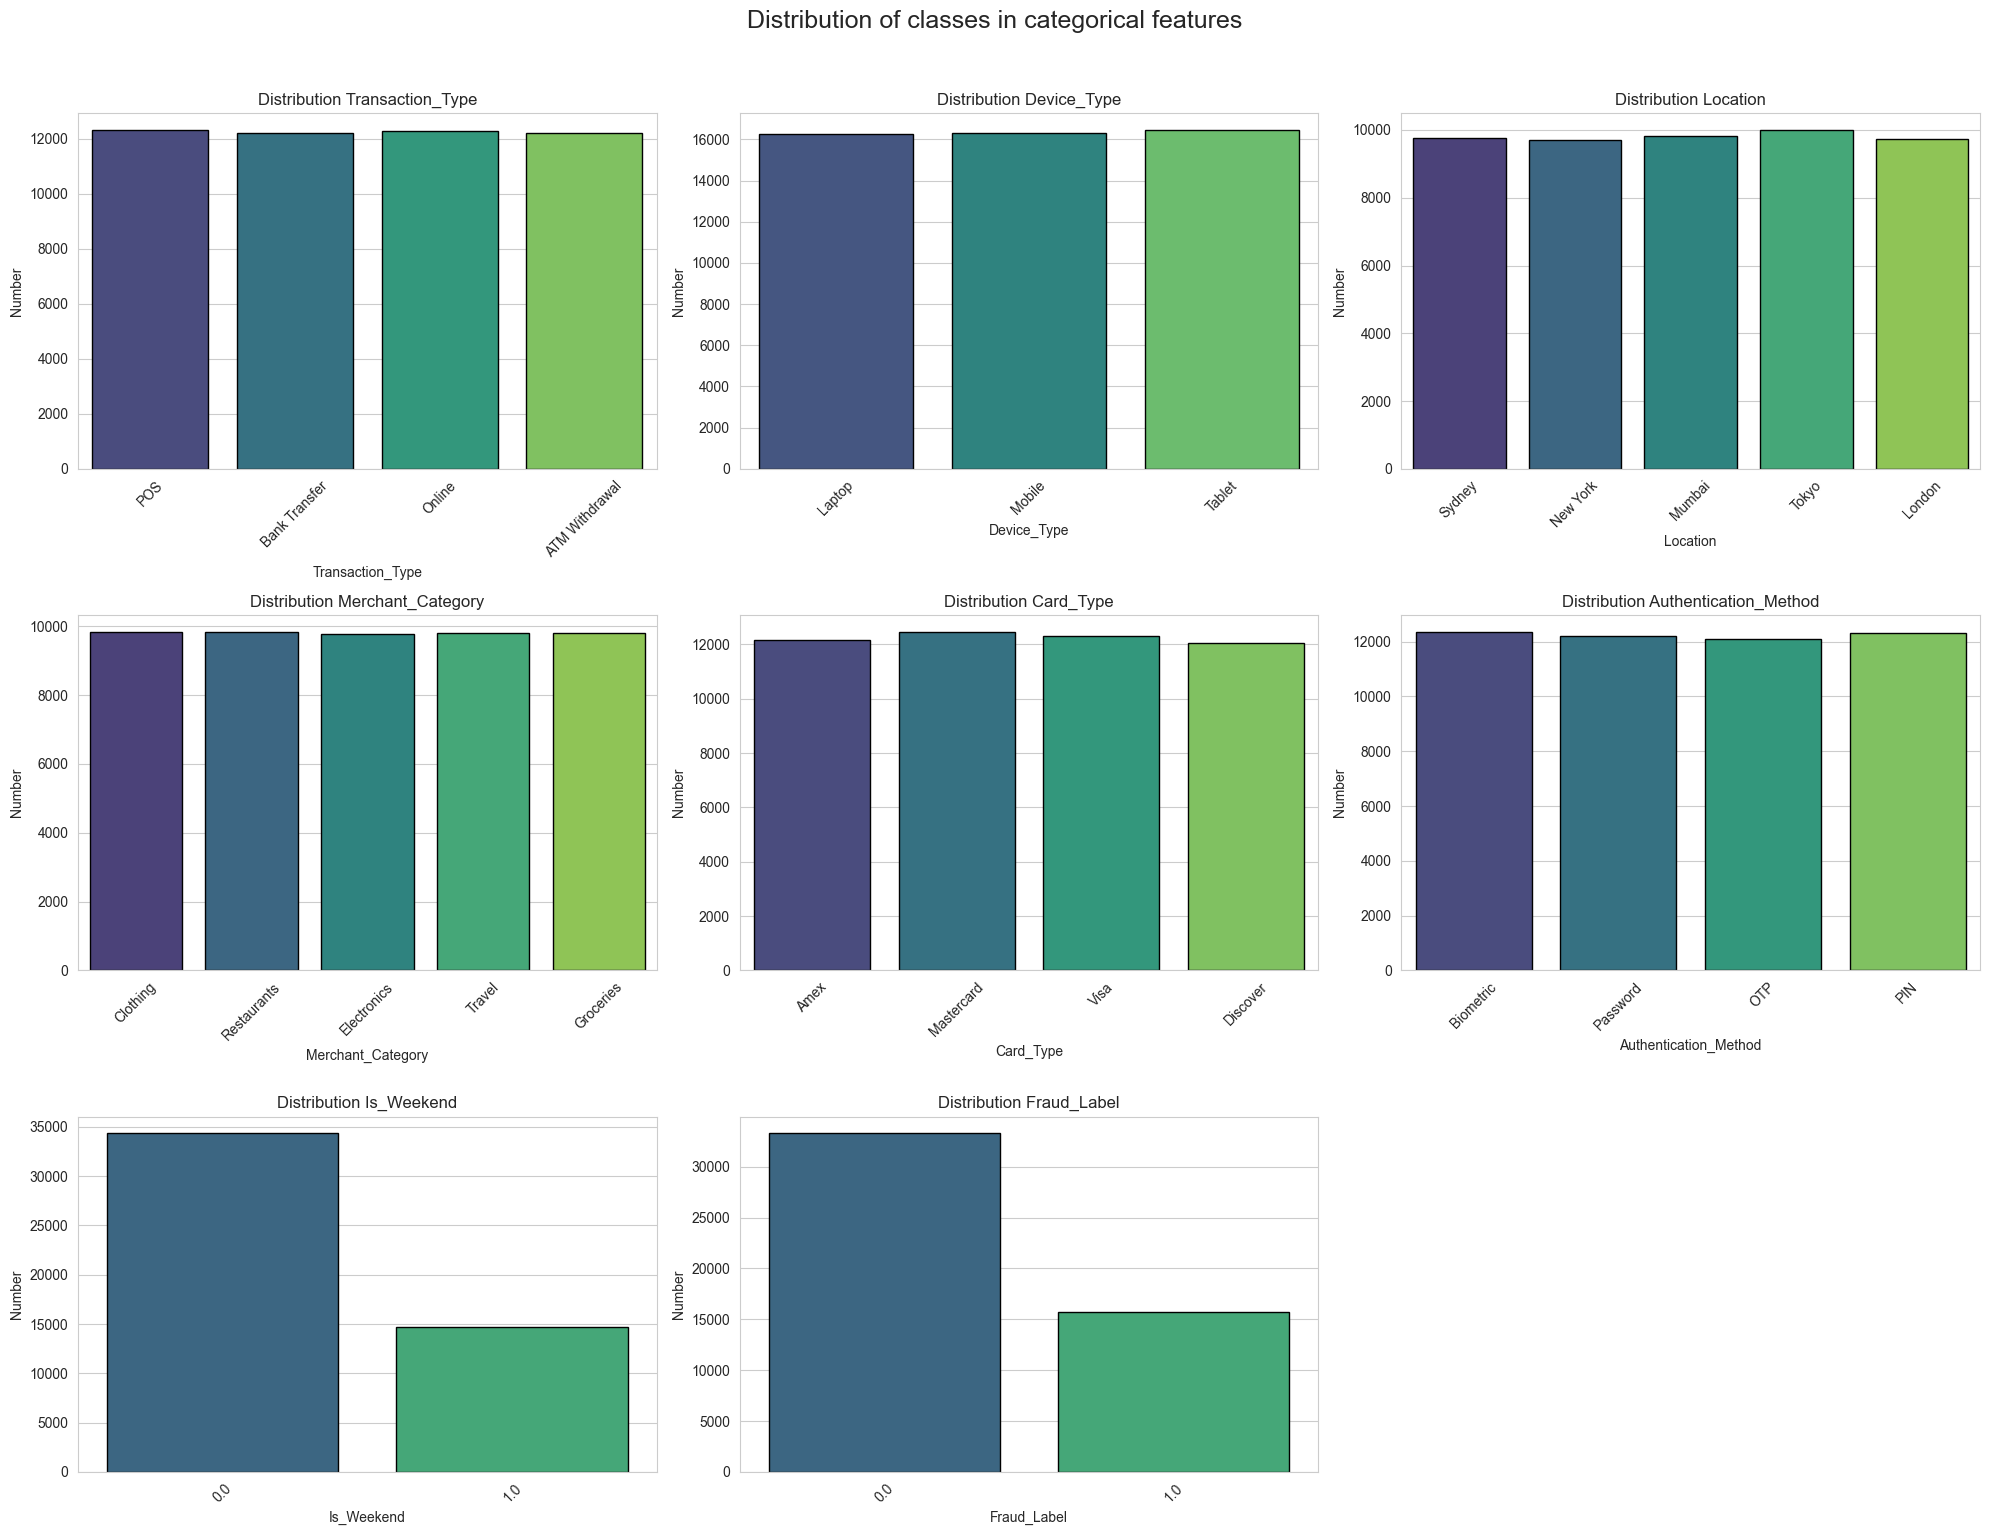 Distribution of classes in categorical features
Distribution Transaction_Type
Number
12000
10000
8000
6000
4000
2000
0
POS
Bank Transfer
Online
ATM Withdrawal
Transaction_Type
Distribution Device_Type
Number
16000
14000
12000
10000
8000
6000
4000
2000
0
Laptop
Mobile
Tablet
Device_Type
Distribution Location
Number
10000
8000
6000
4000
2000
0
Sydney
New York
Mumbai
Tokyo
London
Location
Distribution Merchant_Category
Number
10000
8000
6000
4000
2000
0
Clothing
Restaurants
Electronics
Travel
Groceries
Merchant_Category
Distribution Card_Type
Number
12000
10000
8000
6000
4000
2000
0
Amex
Mastercard
Visa
Discover
Card_Type
Distribution Authentication_Method
Number
12000
10000
8000
6000
4000
2000
0
Biometric
Password
OTP
PIN
Authentication_Method
Distribution Is_Weekend
Number
35000
30000
25000
20000
15000
10000
5000
0
0.0
1.0
Is_Weekend
Distribution Fraud_Label
Number
30000
25000
20000
15000
10000
5000
0
0.0
1.0
Fraud_Label